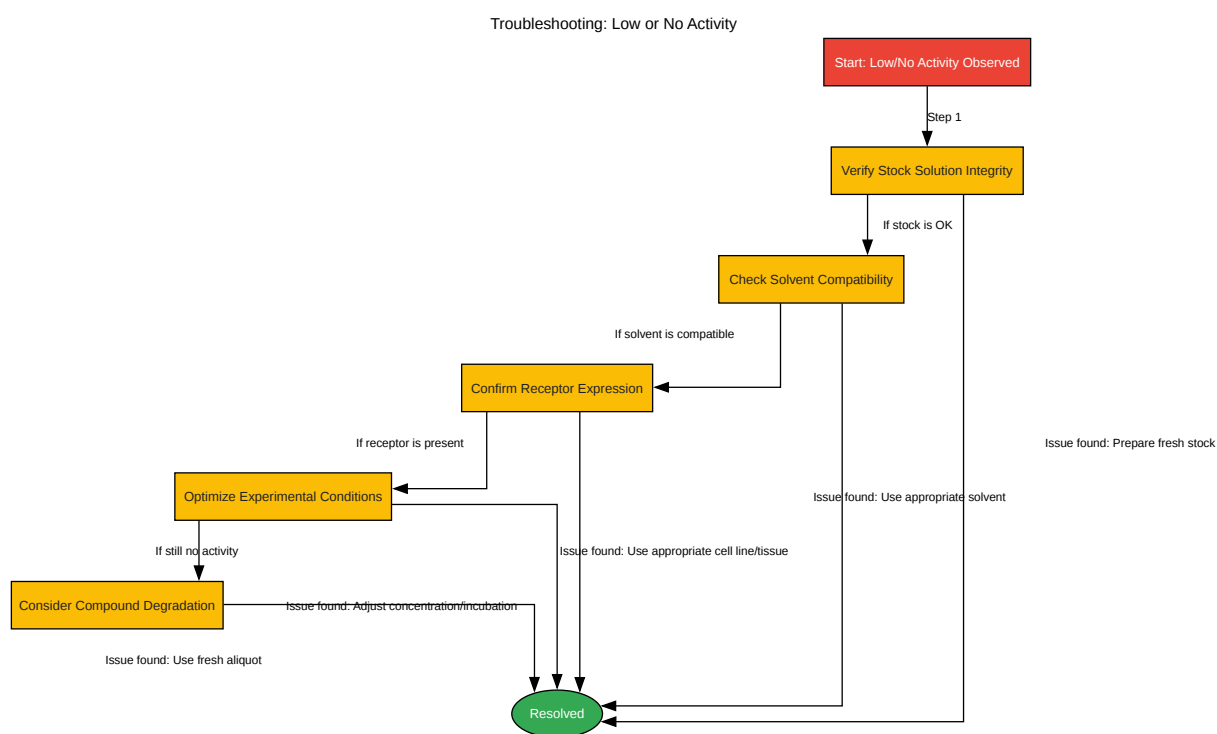 Troubleshooting: Low or No Activity
Start: Low/No Activity Observed
Step 1
Verify Stock Solution Integrity
If stock is OK
Check Solvent Compatibility
If solvent is compatible
Confirm Receptor Expression
If receptor is present
Issue found: Prepare fresh stock
Optimize Experimental Conditions
Issue found: Use appropriate solvent
If still no activity
Issue found: Use appropriate cell line/tissue
Consider Compound Degradation
Issue found: Adjust concentration/incubation
Issue found: Use fresh aliquot
Resolved